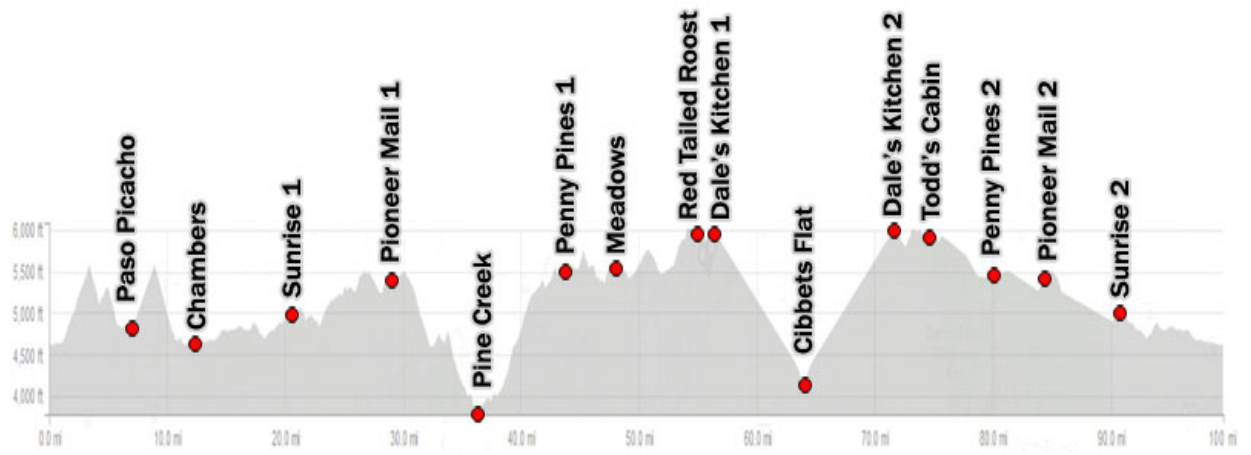 Paso Picacho
Chambers
Sunrise 1
Pioneer Mail 1
Pine Creek
Penny Pines 1
Meadows
Red Tailed Roost
Dale's Kitchen 1
Cibbets Flat
Dale's Kitchen 2
Todd's Cabin
Penny Pines 2
Pioneer Mail 2
Sunrise 2
6,000 ft
5,500 ft
5,000 ft
4,500 ft
4,000 ft
0.0 mi
10.0 mi
20.0 mi
30.0 mi
40.0 mi
50.0 mi
60.0 mi
70.0 mi
80.0 mi
90.0 mi
100 mi